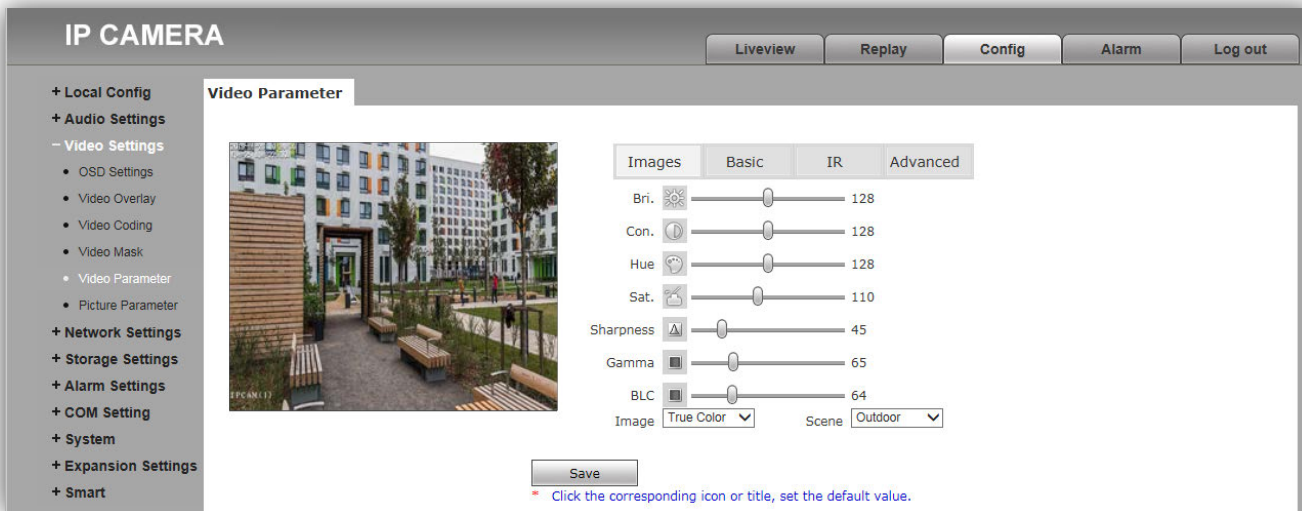 IP CAMERA
Liveview Replay Config Alarm Log out
+ Local Config
+ Audio Settings
− Video Settings
• OSD Settings
• Video Overlay
• Video Coding
• Video Mask
• Video Parameter
• Picture Parameter
+ Network Settings
+ Storage Settings
+ Alarm Settings
+ COM Setting
+ System
+ Expansion Settings
+ Smart
Video Parameter
IPCAM(1)
Images Basic IR Advanced
Bri. 128
Con. 128
Hue 128
Sat. 110
Sharpness 45
Gamma 65
BLC 64
Image True Color Scene Outdoor
Save
* Click the corresponding icon or title, set the default value.